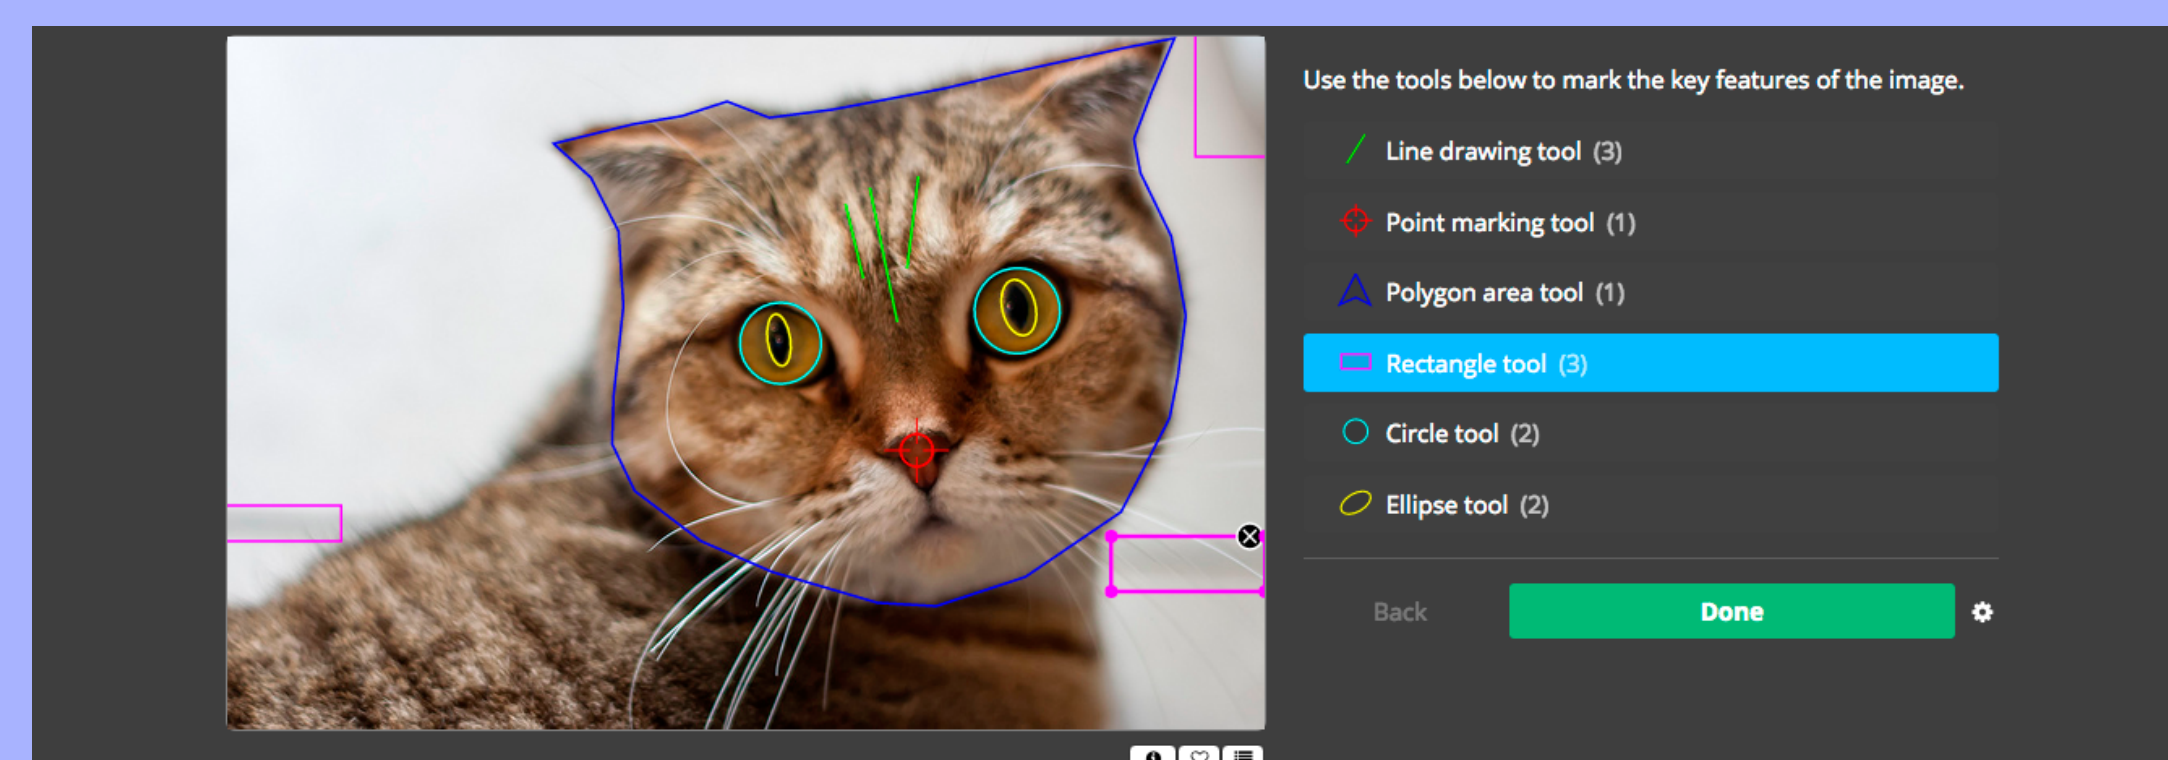 Use the tools below to mark the key features of the image.
Line drawing tool (3)
Point marking tool (1)
Polygon area tool (1)
Rectangle tool (3)
Circle tool (2)
Ellipse tool (2)
Back
Done